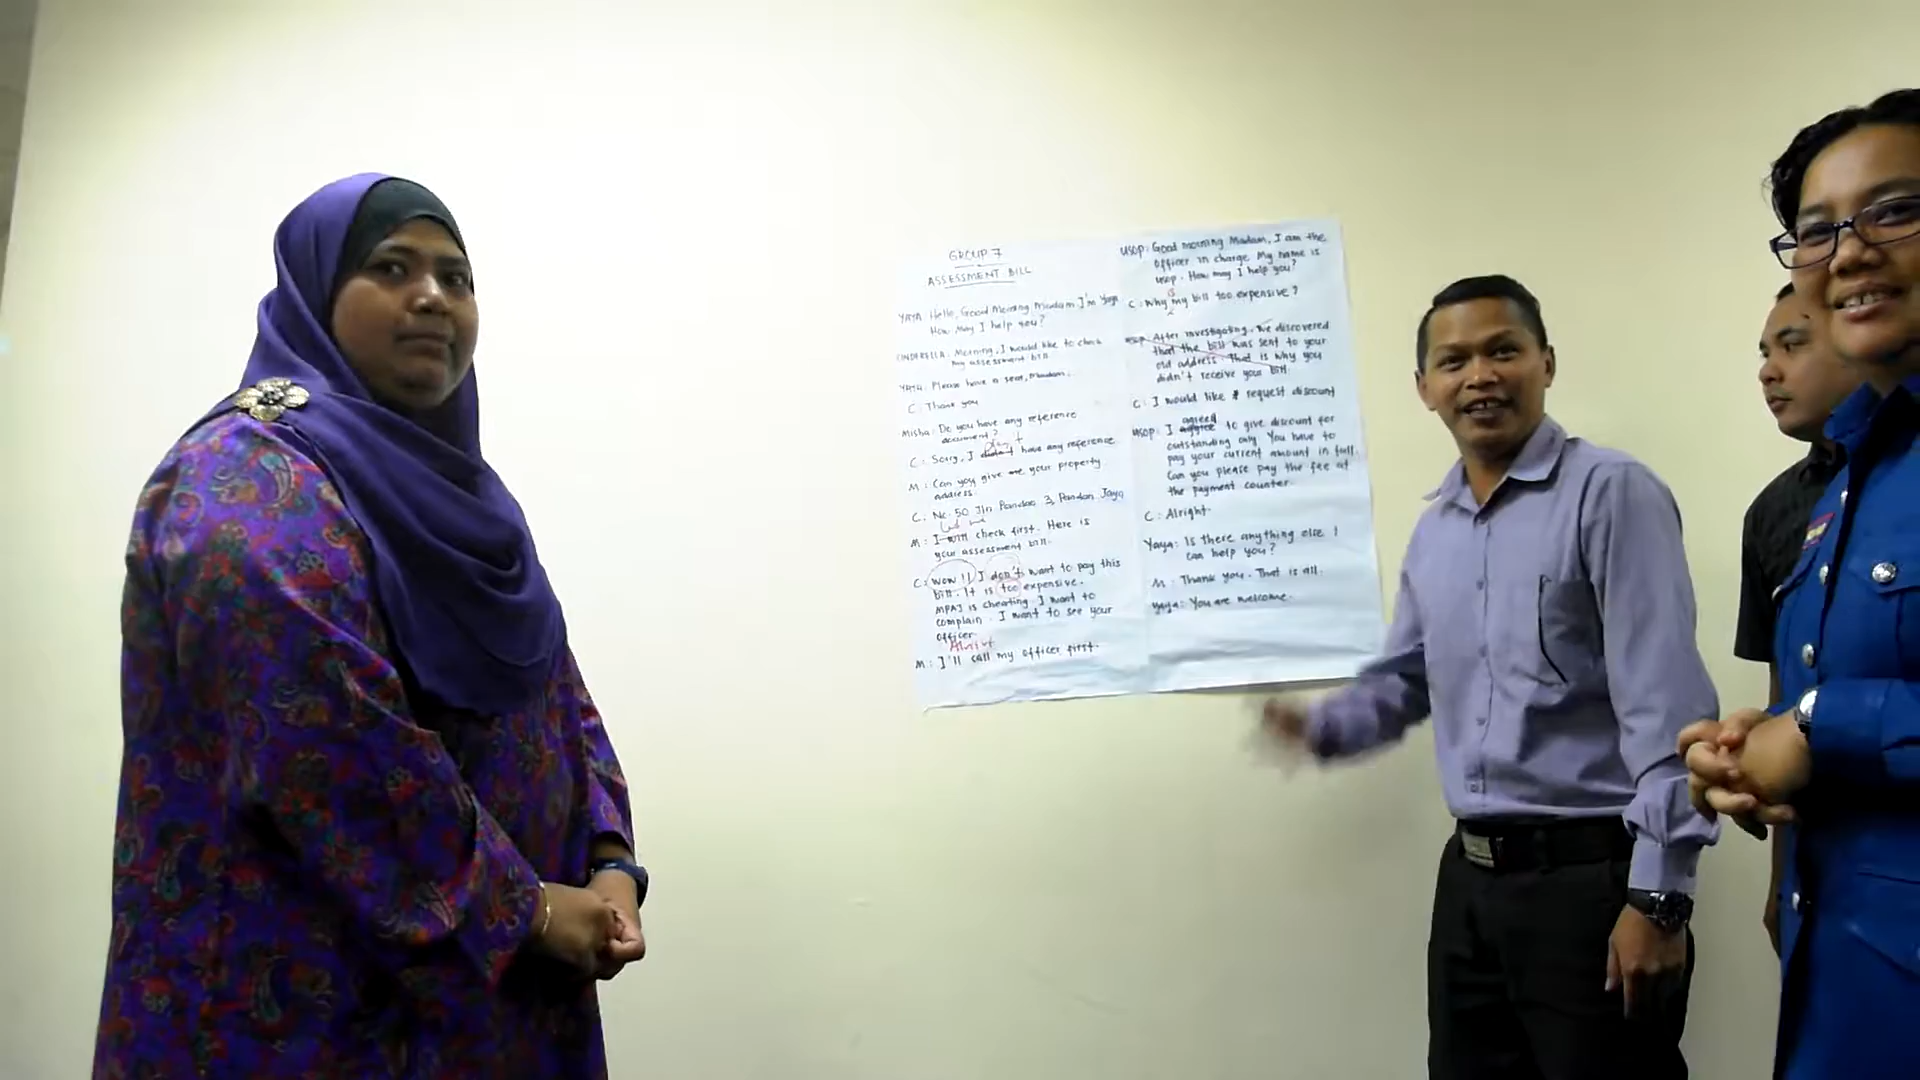 GROUP 7
ASSESSMENT BILL
YAYA: Hello, Good Morning Madam I'm Yaya
How may I help you?
CINDERELLA: Morning, I would like to check
my assessment bill
YAYA: Please have a seat, Madam.
C: Thank you
Misha: Do you have any reference
document?
don't
C: Sorry, I didn't have any reference
M: Can you give me your property
address.
C: No. 50 Jln Pandan 3, Pandan Jaya
Let me
M: I will check first. Here is
your assessment bill.
C: Wow!! I don't want to pay this
bill. It is too expensive.
MPAJ is cheating. I want to
complain. I want to see your
officer.
Alright
M: I'll call my officer first.
USOP: Good morning Madam, I am the
officer in charge My name is
usop. How may I help you?
is
C: Why my bill too expensive?
usop: After investigating, We discovered
that the bill was sent to your
old address. That is why you
didn't receive your bill.
C: I would like request discount
agreed
usop: I aggree to give discount for
outstanding only. You have to
pay your current amount in full.
Can you please pay the fee at
the payment counter.
C: Alright.
Yaya: Is there anything else I
can help you?
M: Thank you. That is all.
yaya: You are welcome.